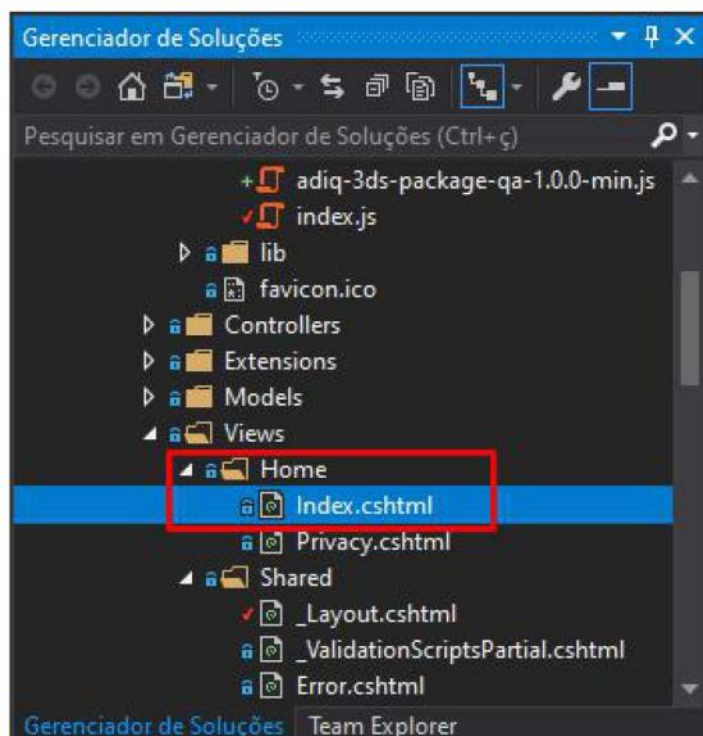 Gerenciador de Soluções
Pesquisar em Gerenciador de Soluções (Ctrl+ç)
adiq-3ds-package-qa-1.0.0-min.js
index.js
lib
favicon.ico
Controllers
Extensions
Models
Views
Home
Index.cshtml
Privacy.cshtml
Shared
_Layout.cshtml
_ValidationScriptsPartial.cshtml
Error.cshtml
Gerenciador de Soluções Team Explorer